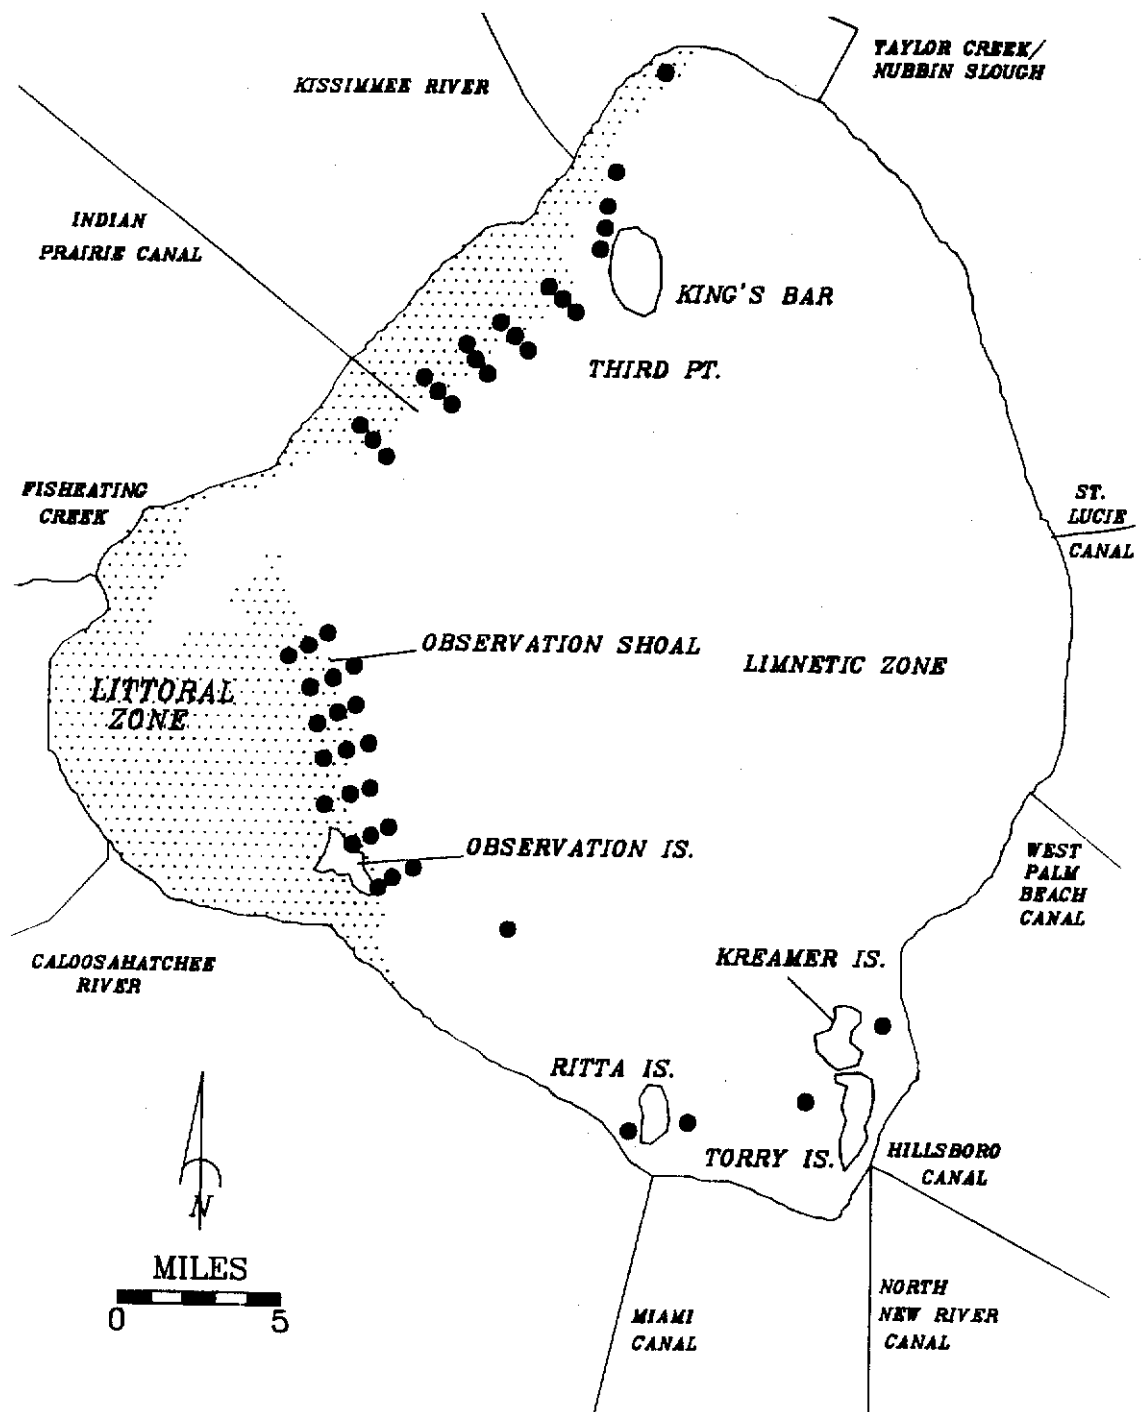 TAYLOR CREEK/
NUBBIN SLOUGH
KISSIMMEE RIVER
INDIAN
PRAIRIE CANAL
KING'S BAR
THIRD PT.
FISHEATING
CREEK
ST.
LUCIE
CANAL
OBSERVATION SHOAL
LIMNETIC ZONE
LITTORAL
ZONE
OBSERVATION IS.
WEST
PALM
BEACH
CANAL
CALOOSAHATCHEE
RIVER
KREAMER IS.
RITTA IS.
TORRY IS.
HILLSBORO
CANAL
N
MILES
0 5
MIAMI
CANAL
NORTH
NEW RIVER
CANAL